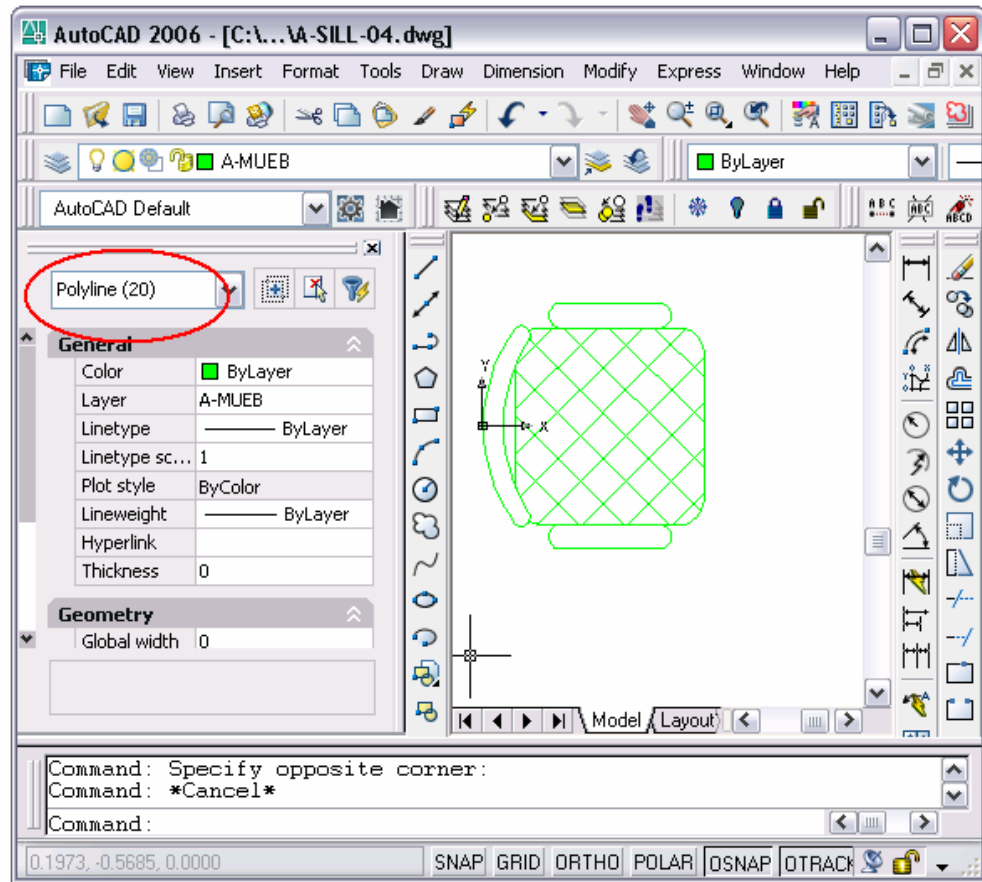 AutoCAD 2006 - [C:\...\A-SILL-04.dwg]
File Edit View Insert Format Tools Draw Dimension Modify Express Window Help
A-MUEB
ByLayer
AutoCAD Default
ABC
ABC
ABCD
Polyline (20)
General
Color ByLayer
Layer A-MUEB
Linetype ByLayer
Linetype sc... 1
Plot style ByColor
Lineweight ByLayer
Hyperlink
Thickness 0
Geometry
Global width 0
Y
X
Model Layout
Command: Specify opposite corner:
Command: *Cancel*
Command:
0.1973, -0.5685, 0.0000
SNAP GRID ORTHO POLAR OSNAP OTRACK